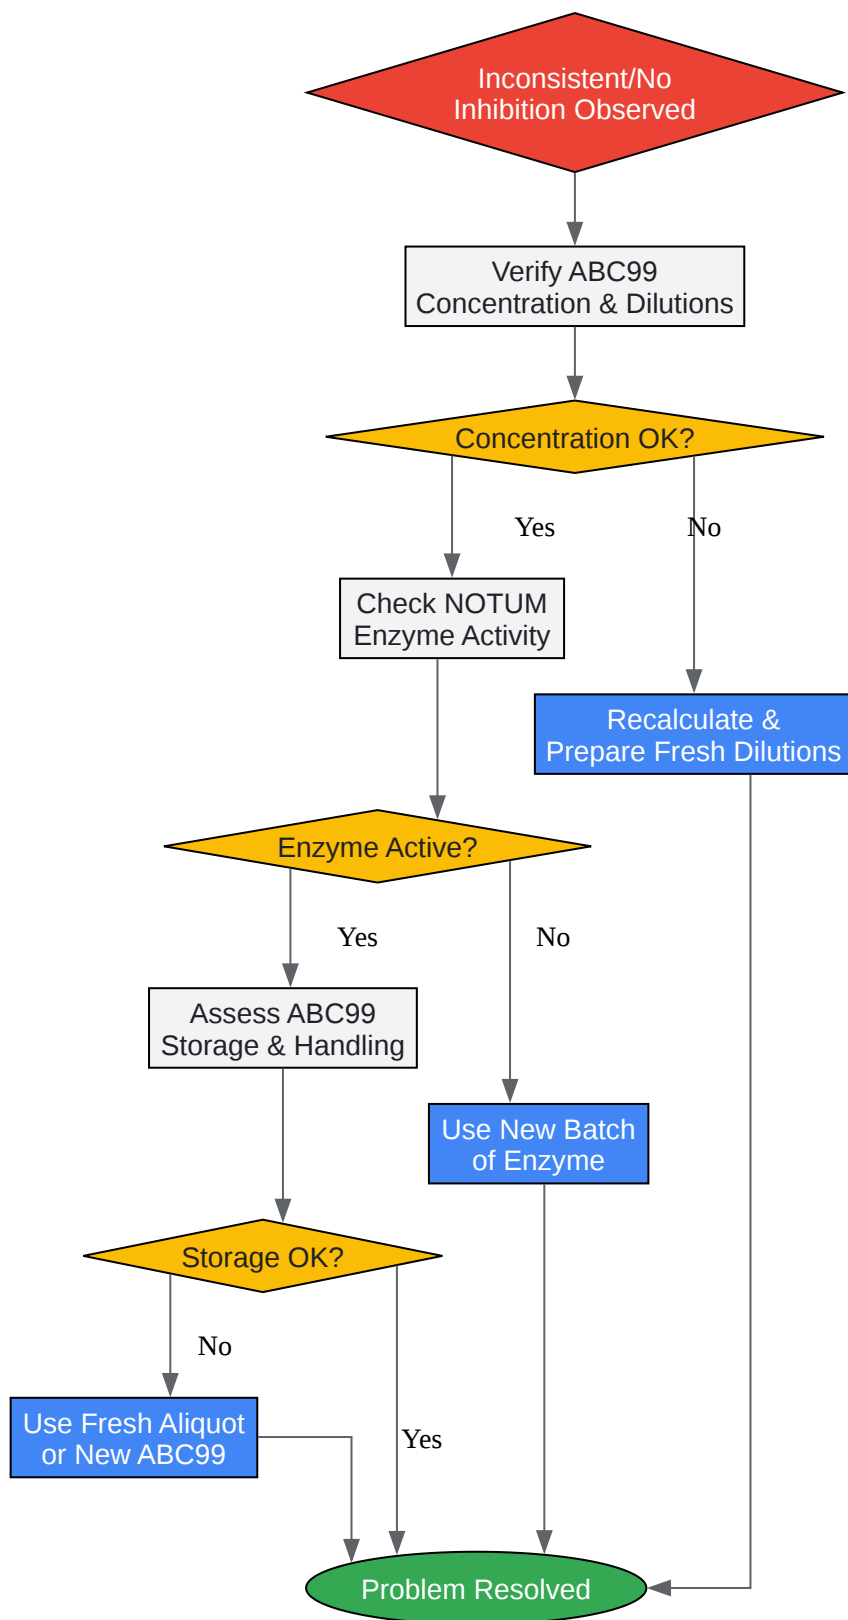 Inconsistent/No
Inhibition Observed
Verify ABC99
Concentration & Dilutions
Concentration OK?
Yes
No
Check NOTUM
Enzyme Activity
Recalculate &
Prepare Fresh Dilutions
Enzyme Active?
Yes
No
Assess ABC99
Storage & Handling
Use New Batch
of Enzyme
Storage OK?
No
Yes
Use Fresh Aliquot
or New ABC99
Problem Resolved